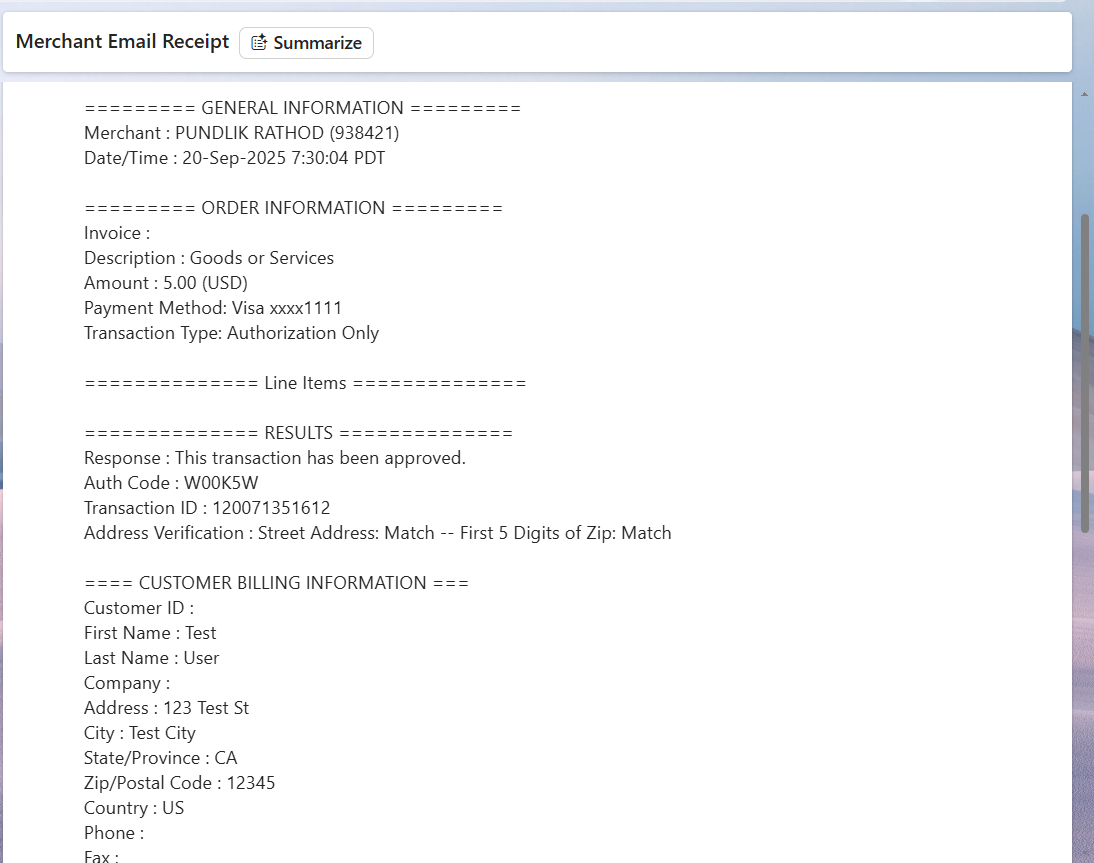 Merchant Email Receipt Summarize
========= GENERAL INFORMATION =========
Merchant : PUNDLIK RATHOD (938421)
Date/Time : 20-Sep-2025 7:30:04 PDT
========= ORDER INFORMATION =========
Invoice :
Description : Goods or Services
Amount : 5.00 (USD)
Payment Method: Visa xxxx1111
Transaction Type: Authorization Only
============== Line Items ==============
============== RESULTS ==============
Response : This transaction has been approved.
Auth Code : W00K5W
Transaction ID : 120071351612
Address Verification : Street Address: Match -- First 5 Digits of Zip: Match
==== CUSTOMER BILLING INFORMATION ===
Customer ID :
First Name : Test
Last Name : User
Company :
Address : 123 Test St
City : Test City
State/Province : CA
Zip/Postal Code : 12345
Country : US
Phone :
Fax :